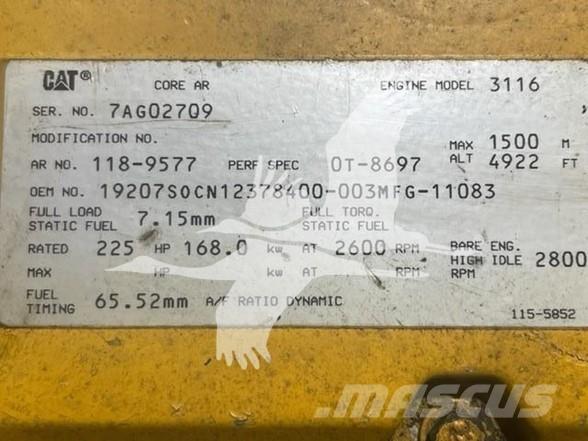 CAT® CORE AR ENGINE MODEL 3116
SER. NO. 7AG02709
MODIFICATION NO.
AR NO. 118-9577 PERF SPEC 0T-8697 MAX ALT 1500 M 4922 FT
OEM NO. 19207S0CN12378400-003MFG-11083
FULL LOAD STATIC FUEL 7.15mm FULL TORQ. STATIC FUEL
RATED 225 HP 168.0 kw AT 2600 RPM BARE ENG. HIGH IDLE RPM 2800
MAX HP kw AT RPM
FUEL TIMING 65.52mm A/F RATIO DYNAMIC
115-5852
MASCUS